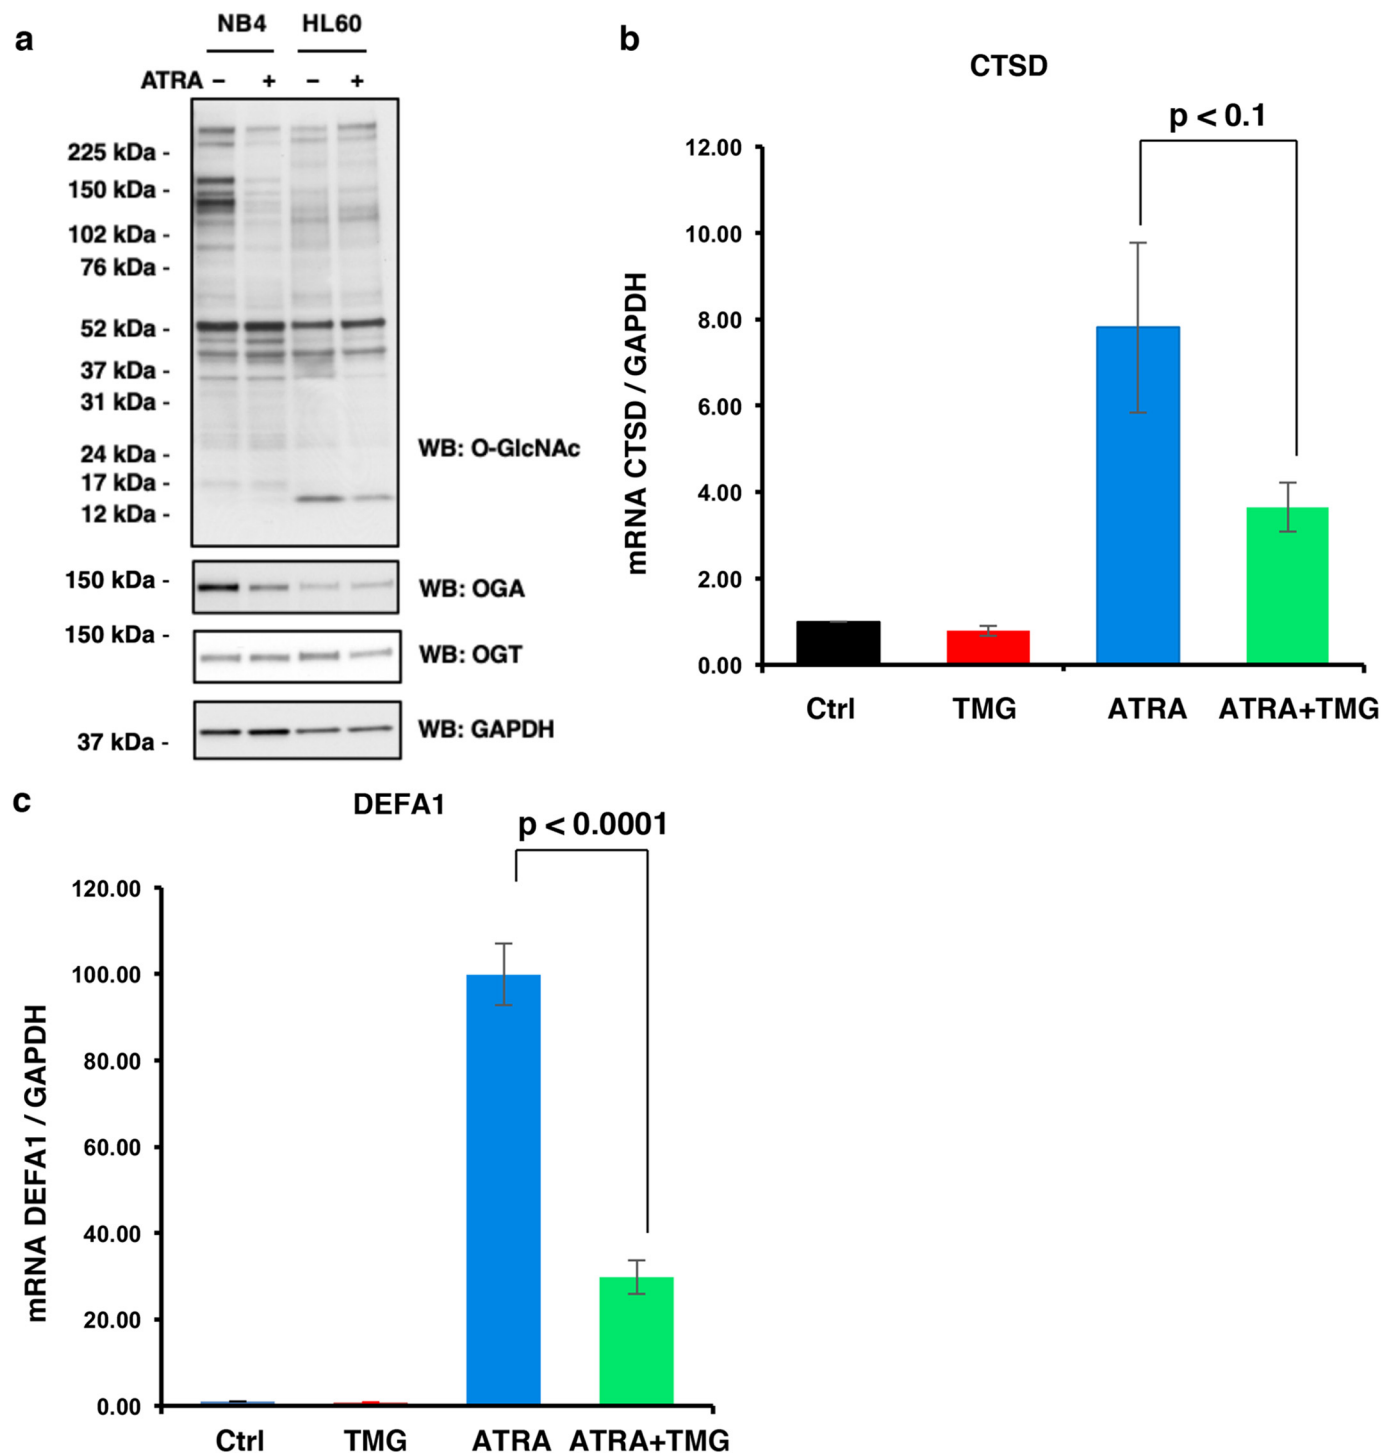 a
NB4 HL60
ATRA – + – +
225 kDa -
150 kDa -
102 kDa -
76 kDa -
52 kDa -
37 kDa -
31 kDa -
24 kDa -
17 kDa -
12 kDa -
WB: O-GlcNAc
150 kDa -
WB: OGA
150 kDa -
WB: OGT
37 kDa -
WB: GAPDH
b
CTSD
p < 0.1
mRNA CTSD / GAPDH
12.00
10.00
8.00
6.00
4.00
2.00
0.00
Ctrl TMG ATRA ATRA+TMG
c
DEFA1
p < 0.0001
mRNA DEFA1 / GAPDH
120.00
100.00
80.00
60.00
40.00
20.00
0.00
Ctrl TMG ATRA ATRA+TMG